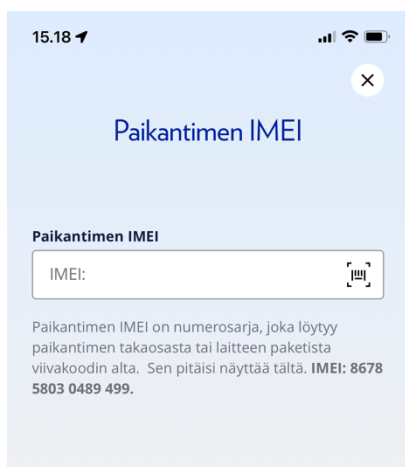 15.18
Paikantimen IMEI
Paikantimen IMEI
IMEI:
Paikantimen IMEI on numerosarja, joka löytyy
paikantimen takaosasta tai laitteen paketista
viivakoodin alta. Sen pitäisi näyttää tältä. IMEI: 8678
5803 0489 499.